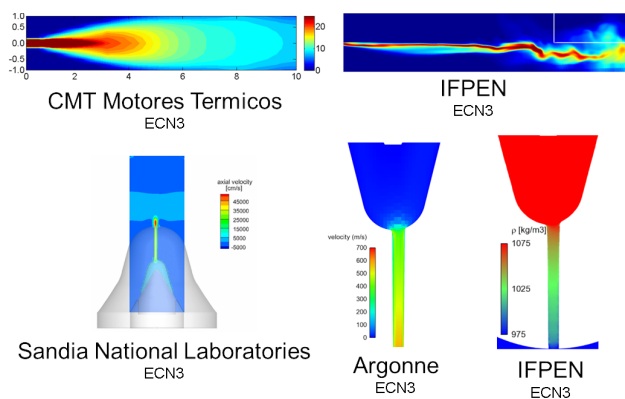 1.0
0.5
0.0
-0.5
-1.0
0
2
4
6
8
10
20
10
0
CMT Motores Termicos
ECN3
IFPEN
ECN3
axial velocity
[cm/s]
45000
35000
25000
15000
5000
-5000
Sandia National Laboratories
ECN3
velocity (m/s)
700
600
500
400
300
200
100
0
Argonne
ECN3
ρ [kg/m3]
1075
1025
975
IFPEN
ECN3